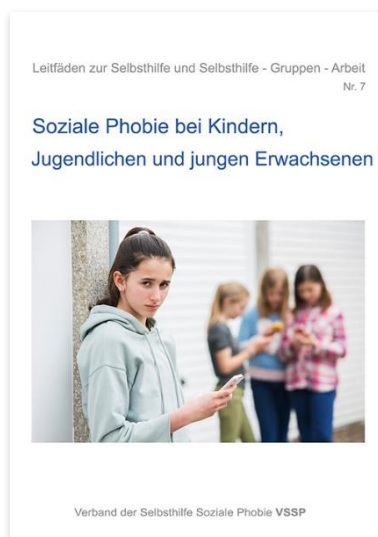 Leitfäden zur Selbsthilfe und Selbsthilfe - Gruppen - Arbeit
Nr. 7
Soziale Phobie bei Kindern,
Jugendlichen und jungen Erwachsenen
Verband der Selbsthilfe Soziale Phobie VSSP